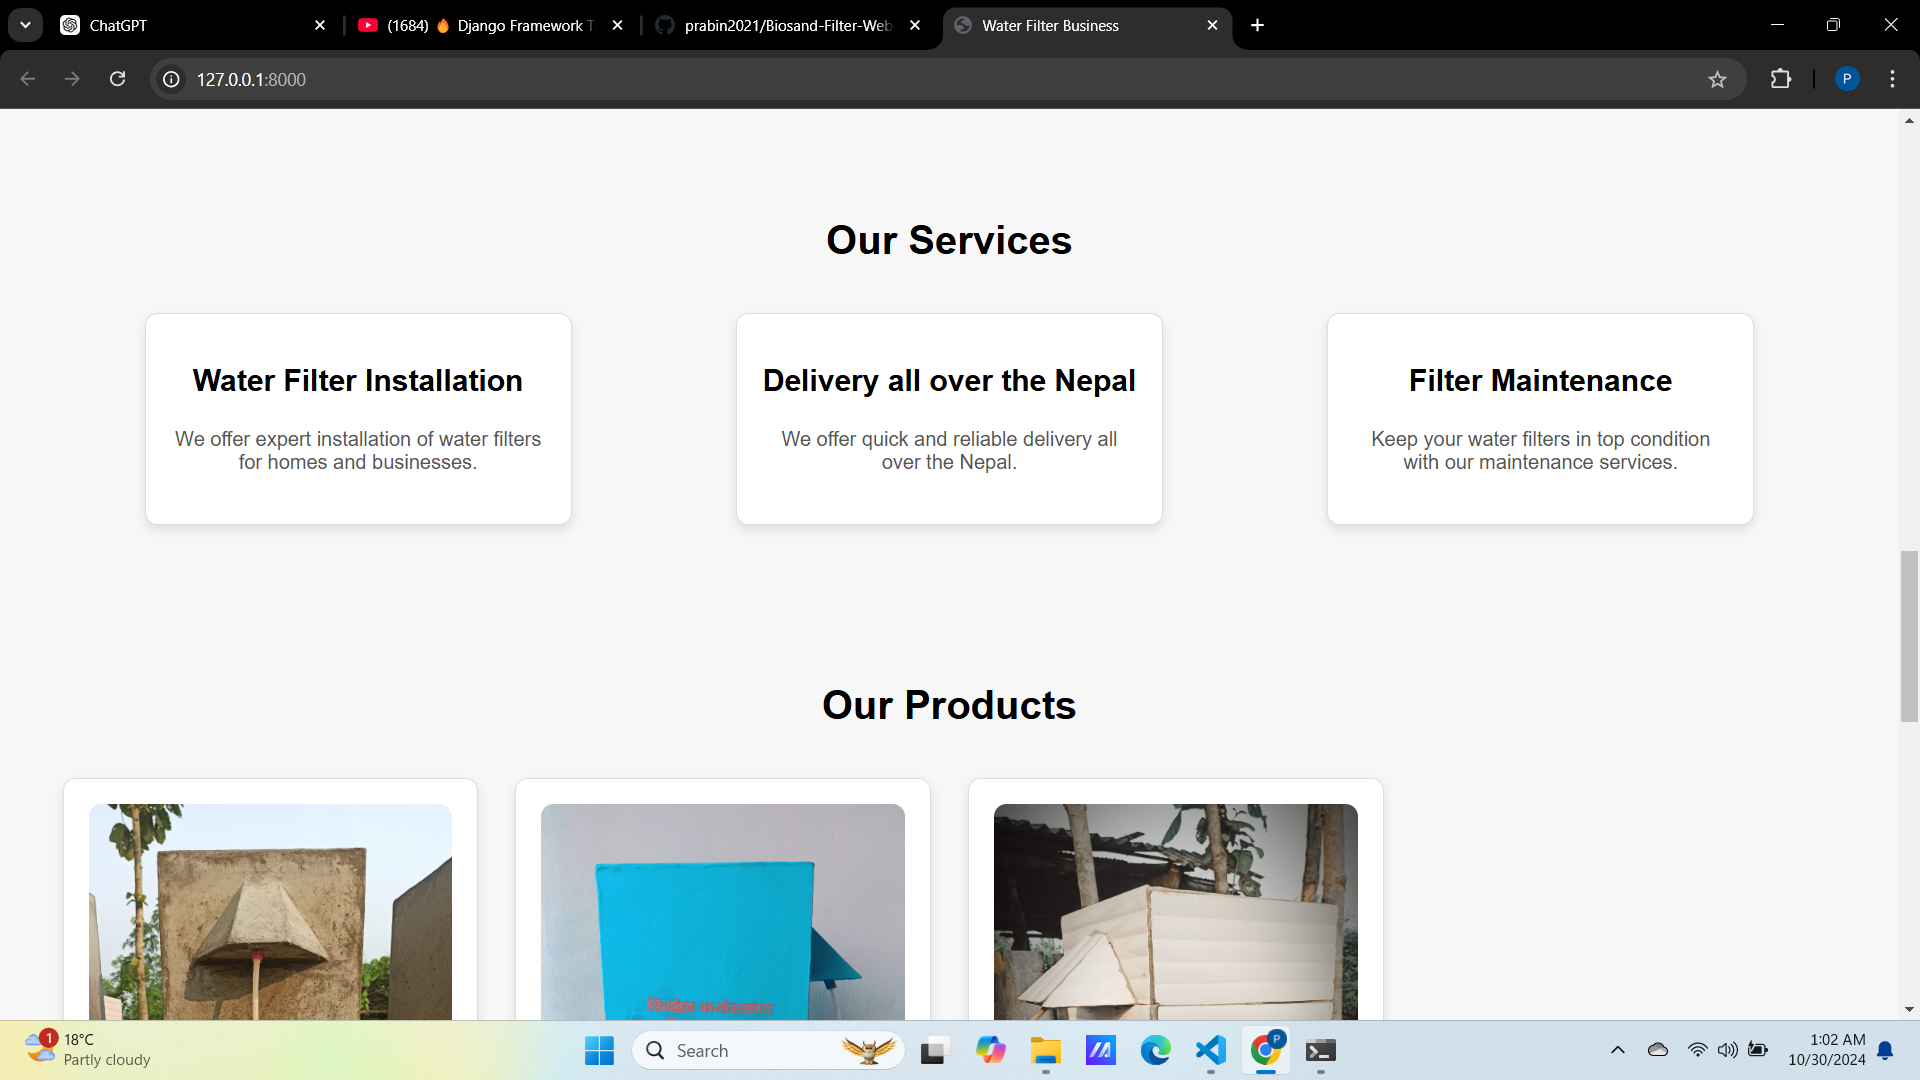 ChatGPT
(1684) 🔥 Django Framework T
prabin2021/Biosand-Filter-Web
Water Filter Business
127.0.0.1:8000
P
Our Services
Water Filter Installation
We offer expert installation of water filters
for homes and businesses.
Delivery all over the Nepal
We offer quick and reliable delivery all
over the Nepal.
Filter Maintenance
Keep your water filters in top condition
with our maintenance services.
Our Products
1
18°C
Partly cloudy
Search
P
1:02 AM
10/30/2024